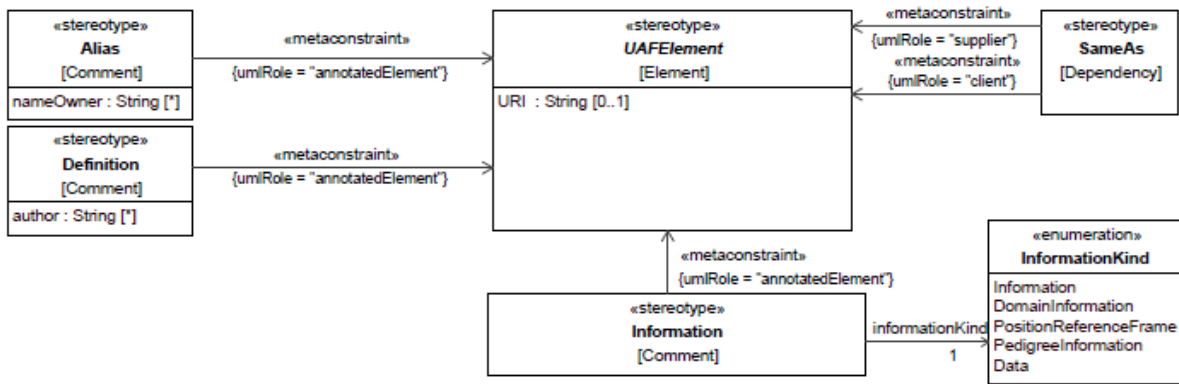 «stereotype»
Alias
[Comment]
nameOwner : String [*]
«metaconstraint»
{umlRole = "annotatedElement"}
«stereotype»
UAFElement
[Element]
URI : String [0..1]
«metaconstraint»
{umlRole = "supplier"}
«metaconstraint»
{umlRole = "client"}
«stereotype»
SameAs
[Dependency]
«stereotype»
Definition
[Comment]
author : String [*]
«metaconstraint»
{umlRole = "annotatedElement"}
«metaconstraint»
{umlRole = "annotatedElement"}
«stereotype»
Information
[Comment]
informationKind
1
«enumeration»
InformationKind
Information
DomainInformation
PositionReferenceFrame
PedigreeInformation
Data